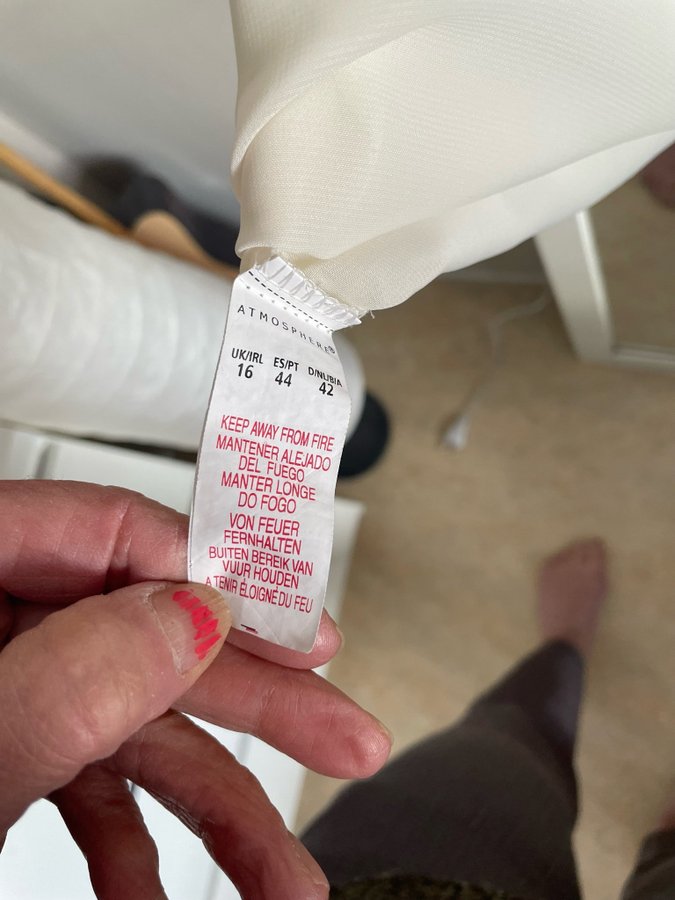 ATMOSPHERE®
UK/IRL ES/PT D/NL/B/A
16 44 42
KEEP AWAY FROM FIRE
MANTENER ALEJADO
DEL FUEGO
MANTER LONGE
DO FOGO
VON FEUER
FERNHALTEN
BUITEN BEREIK VAN
VUUR HOUDEN
A TENIR ÉLOIGNÉ DU FEU